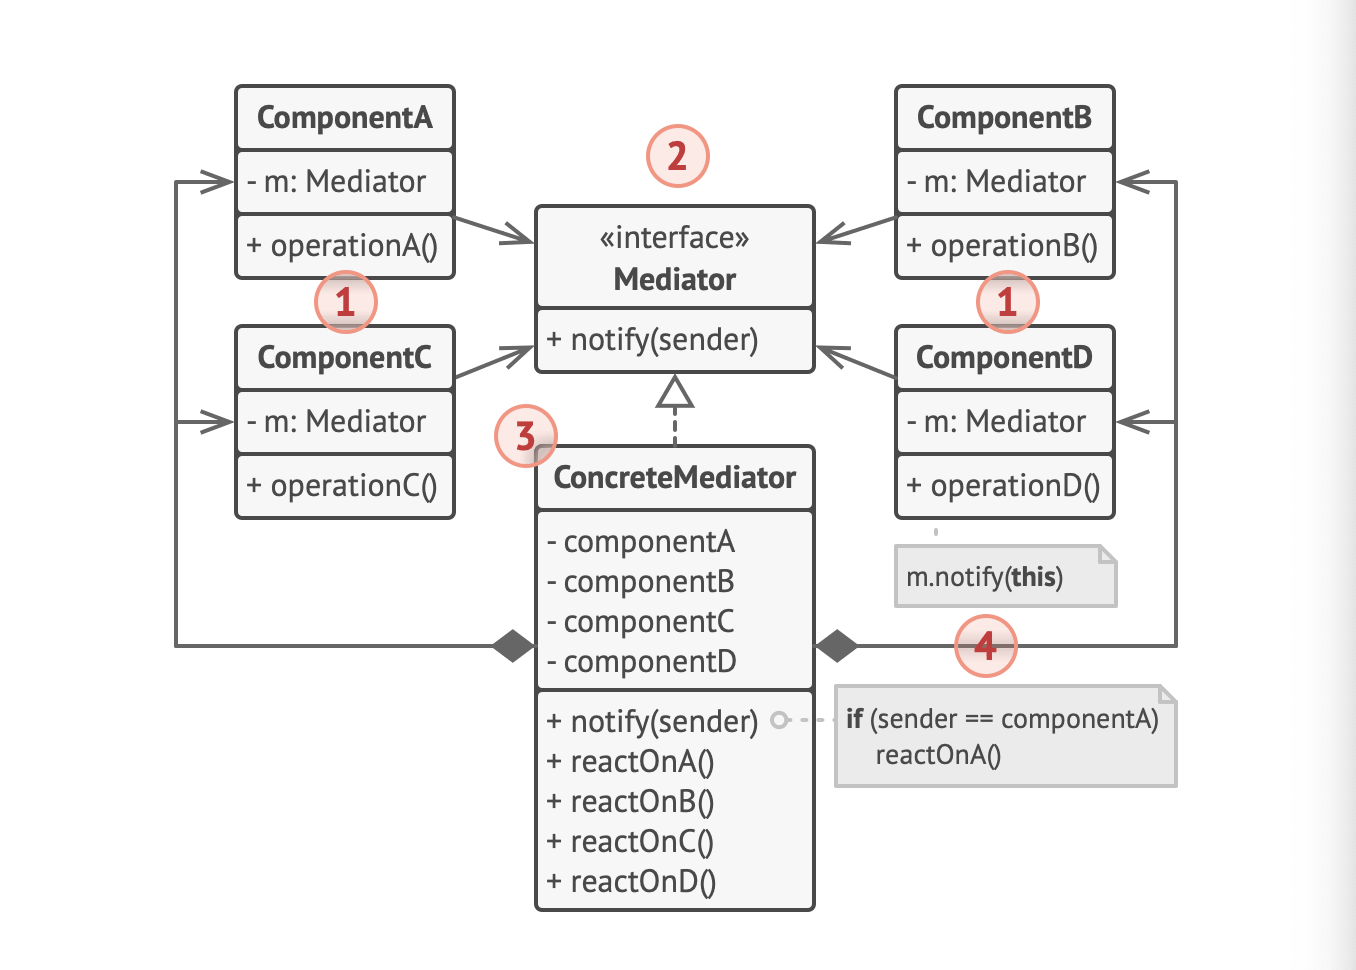 ComponentA
- m: Mediator
+ operationA()
1
ComponentC
- m: Mediator
+ operationC()
2
«interface»
Mediator
+ notify(sender)
3
ConcreteMediator
- componentA
- componentB
- componentC
- componentD
+ notify(sender)
+ reactOnA()
+ reactOnB()
+ reactOnC()
+ reactOnD()
ComponentB
- m: Mediator
+ operationB()
1
ComponentD
- m: Mediator
+ operationD()
m.notify(this)
4
if (sender == componentA)
reactOnA()